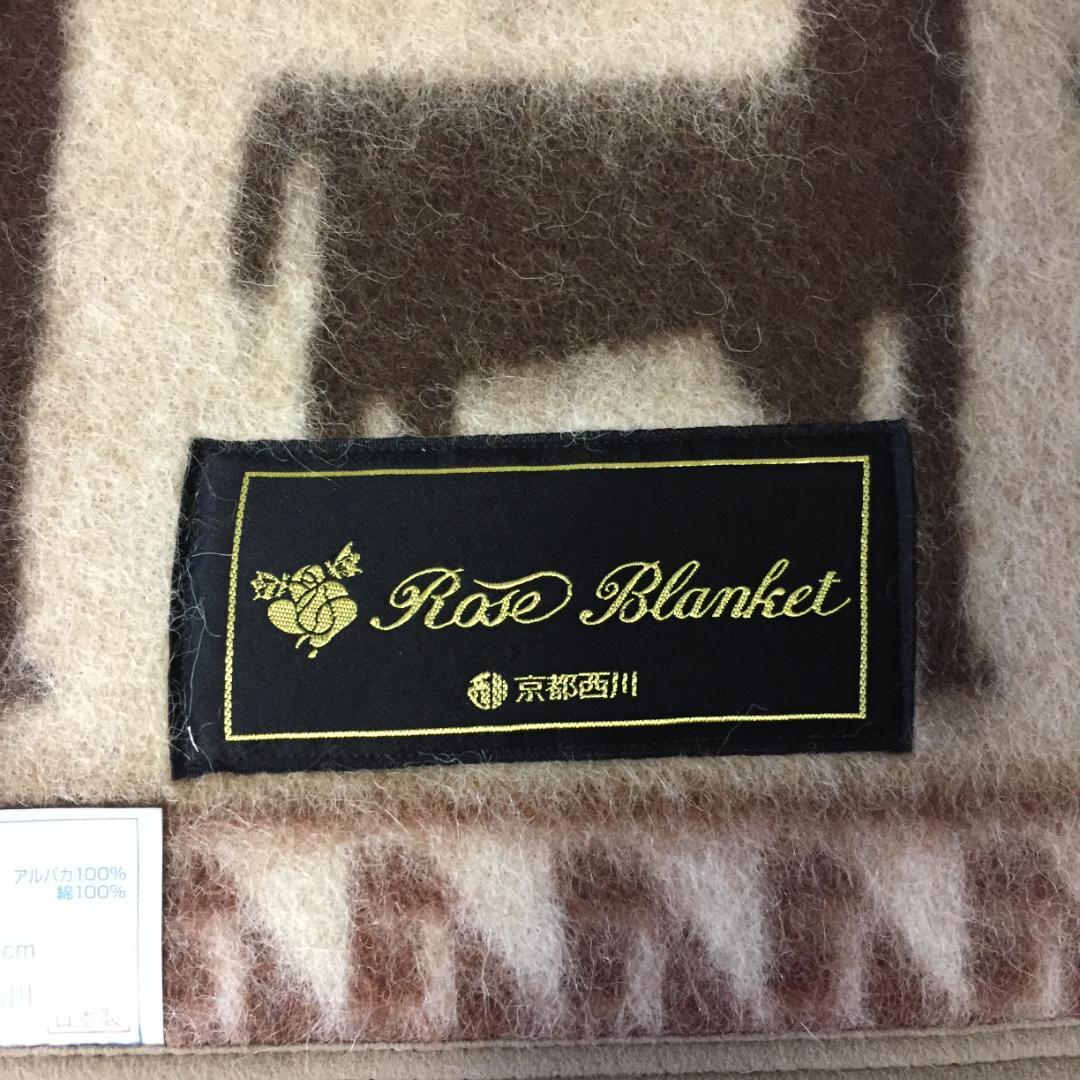 Rose Blanket
京都西川
アルパカ100%
綿100%
cm
川
日本製